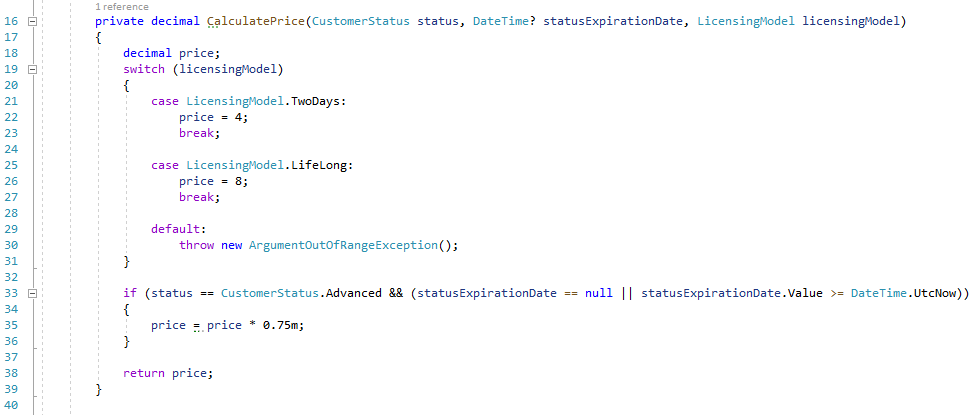 1 reference
16 private decimal CalculatePrice(CustomerStatus status, DateTime? statusExpirationDate, LicensingModel licensingModel)
17 {
18 decimal price;
19 switch (licensingModel)
20 {
21 case LicensingModel.TwoDays:
22 price = 4;
23 break;
24
25 case LicensingModel.LifeLong:
26 price = 8;
27 break;
28
29 default:
30 throw new ArgumentOutOfRangeException();
31 }
32
33 if (status == CustomerStatus.Advanced && (statusExpirationDate == null || statusExpirationDate.Value >= DateTime.UtcNow))
34 {
35 price = price * 0.75m;
36 }
37
38 return price;
39 }
40